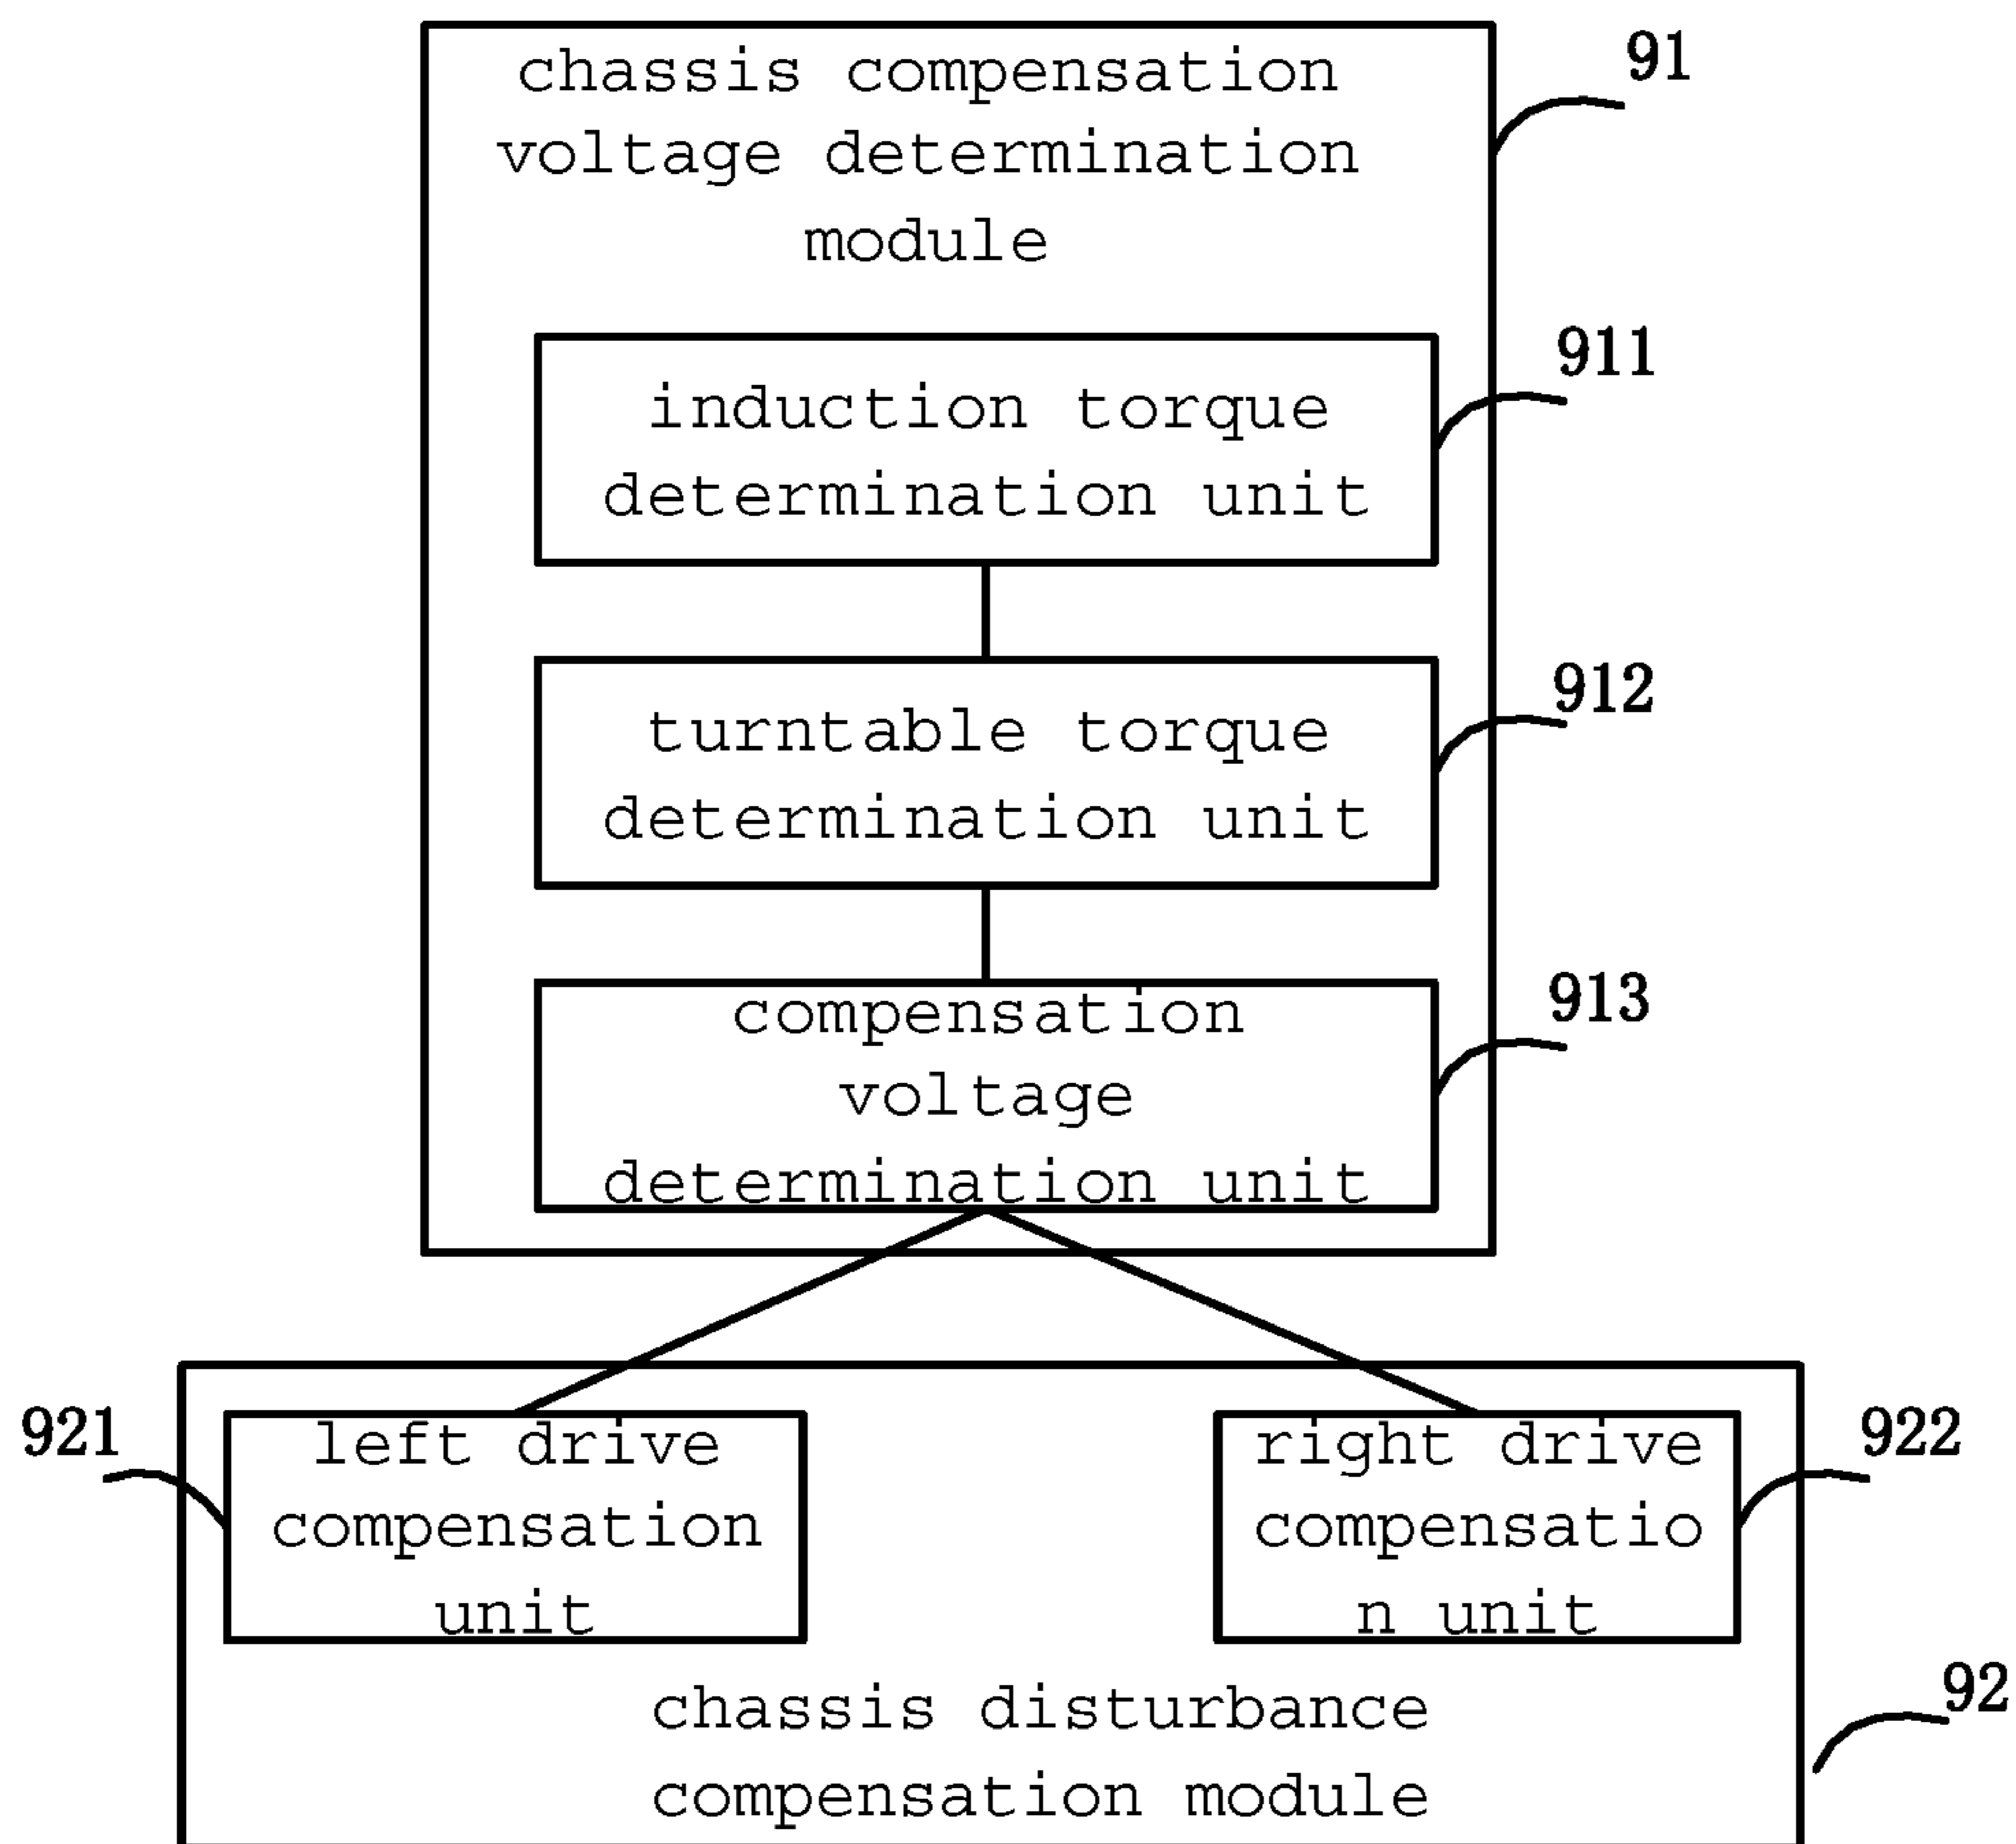 chassis compensation
voltage determination
module
91
induction torque
determination unit
911
turntable torque
determination unit
912
compensation
voltage
determination unit
913
left drive
compensation
unit
921
right drive
compensatio
n unit
922
chassis disturbance
compensation module
92